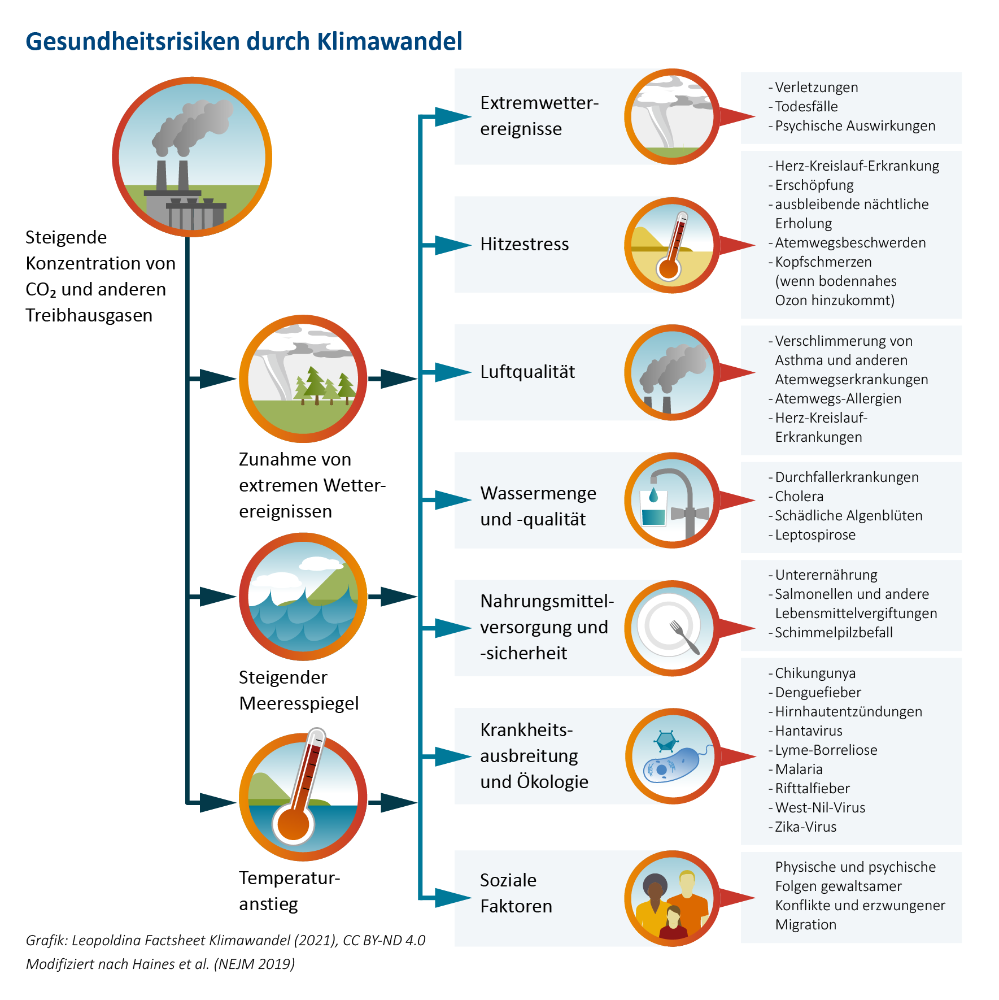 Gesundheitsrisiken durch Klimawandel
Steigende
Konzentration von
CO₂ und anderen
Treibhausgasen
Zunahme von
extremen Wetter-
ereignissen
Steigender
Meeresspiegel
Temperatur-
anstieg
Extremwetter-
ereignisse
- Verletzungen
- Todesfälle
- Psychische Auswirkungen
Hitzestress
- Herz-Kreislauf-Erkrankung
- Erschöpfung
- ausbleibende nächtliche
Erholung
- Atemwegsbeschwerden
- Kopfschmerzen
(wenn bodennahes
Ozon hinzukommt)
Luftqualität
- Verschlimmerung von
Asthma und anderen
Atemwegserkrankungen
- Atemwegs-Allergien
- Herz-Kreislauf-
Erkrankungen
Wassermenge
und -qualität
- Durchfallerkrankungen
- Cholera
- Schädliche Algenblüten
- Leptospirose
Nahrungsmittel-
versorgung und
-sicherheit
- Unterernährung
- Salmonellen und andere
Lebensmittelvergiftungen
- Schimmelpilzbefall
Krankheits-
ausbreitung
und Ökologie
- Chikungunya
- Denguefieber
- Hirnhautentzündungen
- Hantavirus
- Lyme-Borreliose
- Malaria
- Rifttalfieber
- West-Nil-Virus
- Zika-Virus
Soziale
Faktoren
Physische und psychische
Folgen gewaltsamer
Konflikte und erzwungener
Migration
Grafik: Leopoldina Factsheet Klimawandel (2021), CC BY-ND 4.0
Modifiziert nach Haines et al. (NEJM 2019)